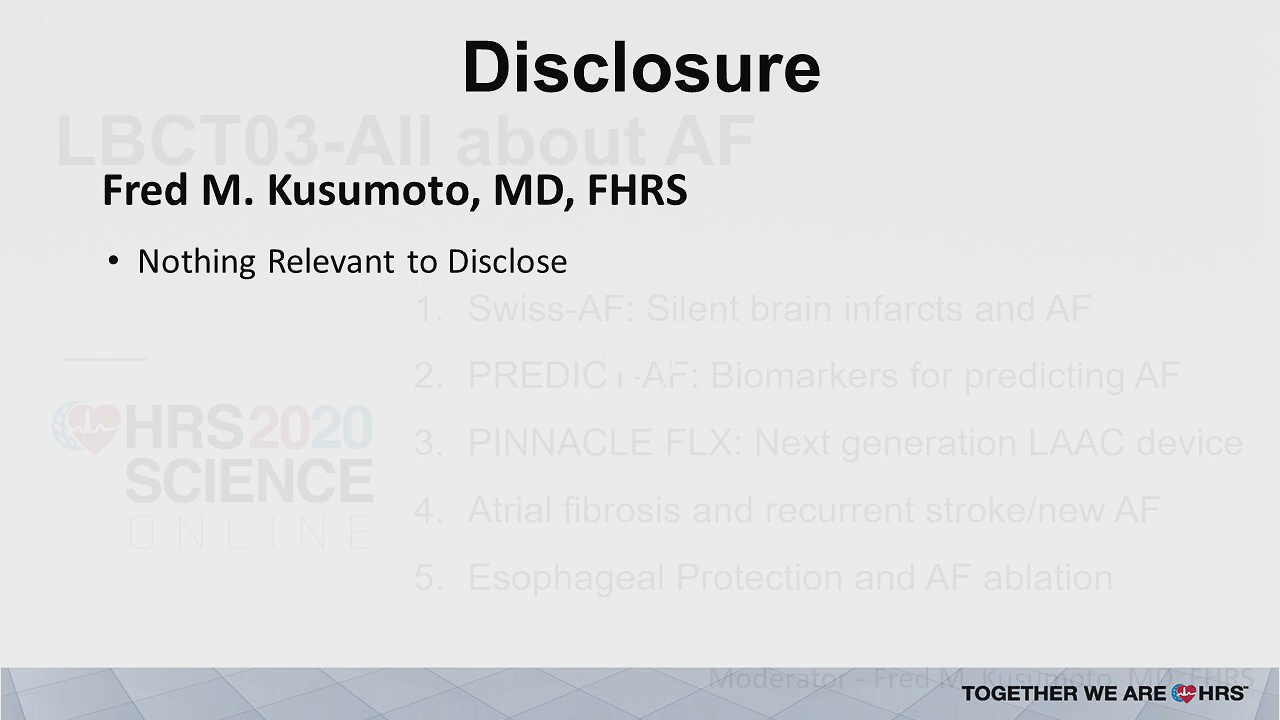 Disclosure
LBCT03-All about AF
Fred M. Kusumoto, MD, FHRS
• Nothing Relevant to Disclose
1. Swiss-AF: Silent brain infarcts and AF
2. PREDICT-AF: Biomarkers for predicting AF
3. PINNACLE FLX: Next generation LAAC device
4. Atrial fibrosis and recurrent stroke/new AF
5. Esophageal Protection and AF ablation
HRS2020
SCIENCE
ONLINE
Moderator - Fred M. Kusumoto, MD, FHRS
TOGETHER WE ARE HRS